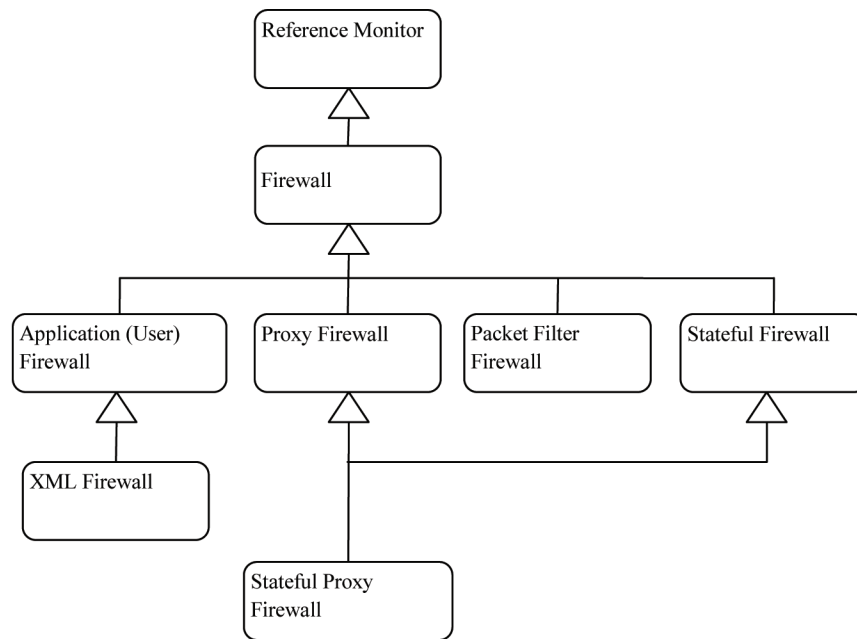 Reference Monitor
Firewall
Application (User)
Firewall
Proxy Firewall
Packet Filter
Firewall
Stateful Firewall
XML Firewall
Stateful Proxy
Firewall